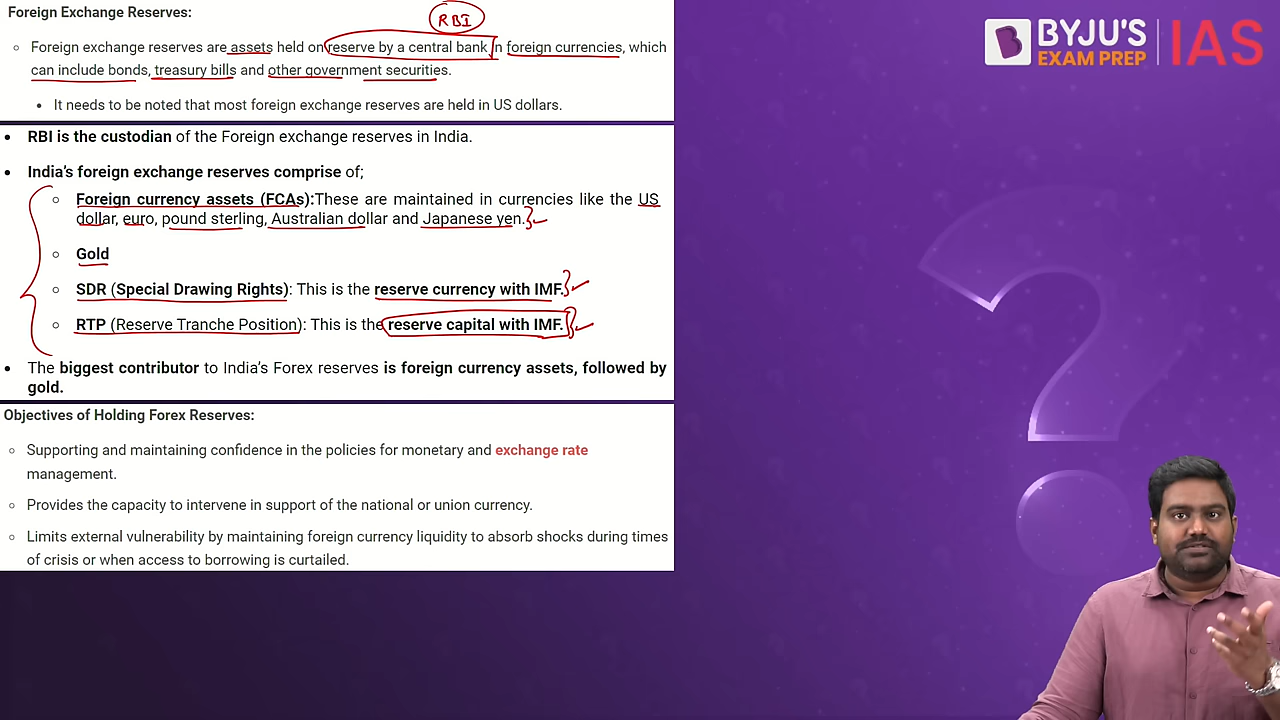 Foreign Exchange Reserves:
RBI
Foreign exchange reserves are assets held on reserve by a central bank in foreign currencies, which
can include bonds, treasury bills and other government securities.
It needs to be noted that most foreign exchange reserves are held in US dollars.
RBI is the custodian of the Foreign exchange reserves in India.
India's foreign exchange reserves comprise of;
Foreign currency assets (FCAs):These are maintained in currencies like the US
dollar, euro, pound sterling, Australian dollar and Japanese yen.
Gold
SDR (Special Drawing Rights): This is the reserve currency with IMF.
RTP (Reserve Tranche Position): This is the reserve capital with IMF.
The biggest contributor to India's Forex reserves is foreign currency assets, followed by
gold.
Objectives of Holding Forex Reserves:
Supporting and maintaining confidence in the policies for monetary and exchange rate
management.
Provides the capacity to intervene in support of the national or union currency.
Limits external vulnerability by maintaining foreign currency liquidity to absorb shocks during times
of crisis or when access to borrowing is curtailed.
BYJU'S
EXAM PREP
IAS